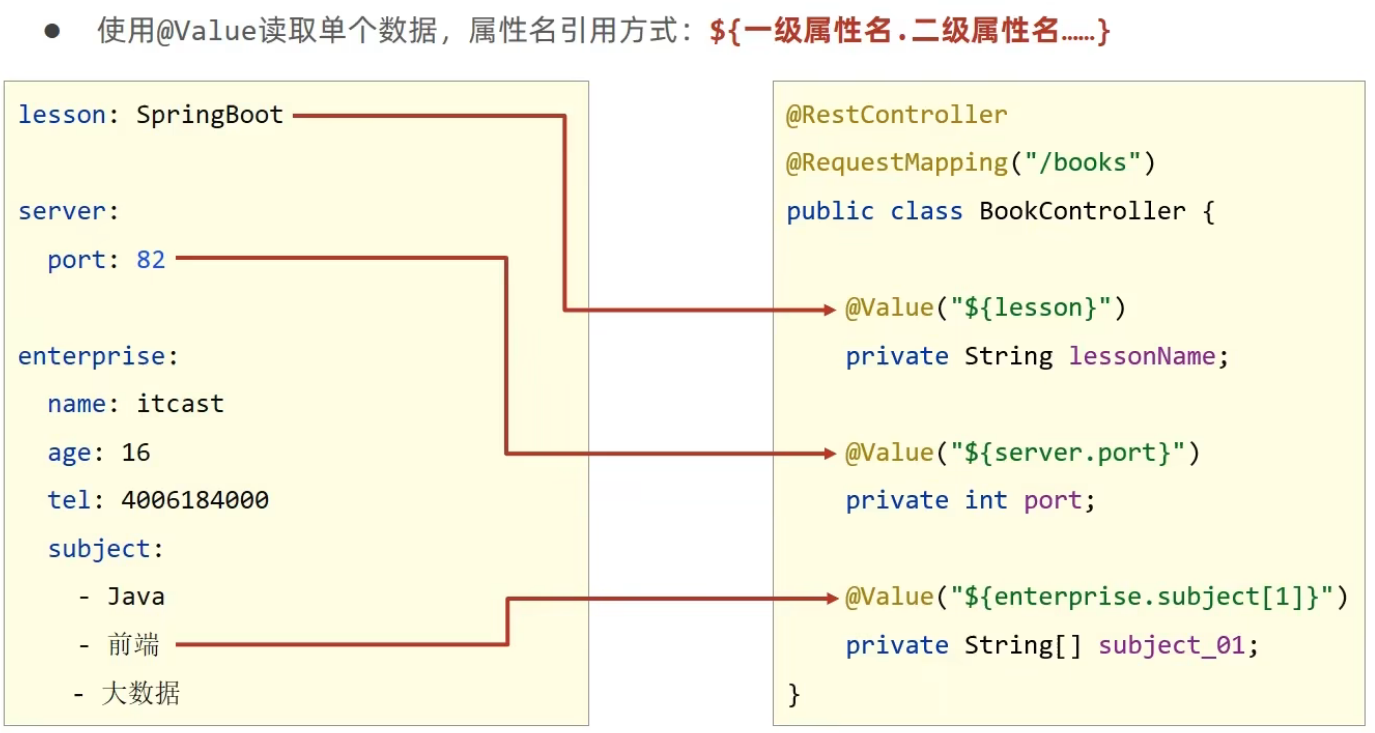 ● 使用@Value读取单个数据，属性名引用方式：${一级属性名.二级属性名……}
lesson: SpringBoot
server:
port: 82
enterprise:
name: itcast
age: 16
tel: 4006184000
subject:
- Java
- 前端
- 大数据
@RestController
@RequestMapping("/books")
public class BookController {
@Value("${lesson}")
private String lessonName;
@Value("${server.port}")
private int port;
@Value("${enterprise.subject[1]}")
private String[] subject_01;
}